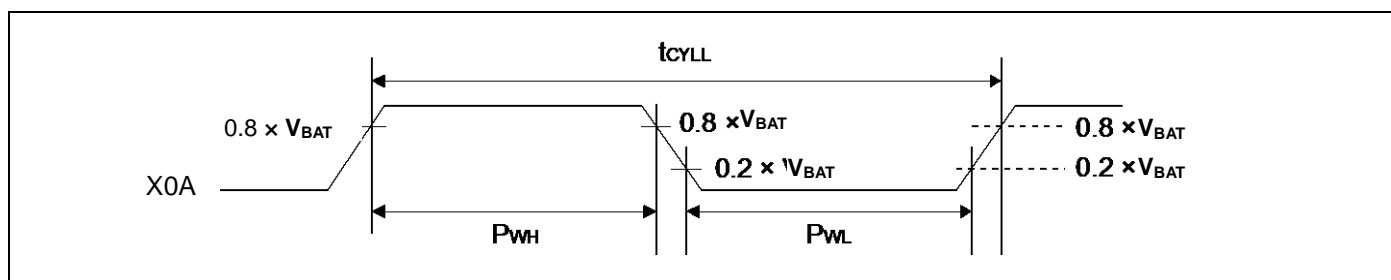 tCYLL
0.8 × VBAT
0.8 ×VBAT
0.8 ×VBAT
0.2 × VBAT
0.2 ×VBAT
X0A
PWH
PWL